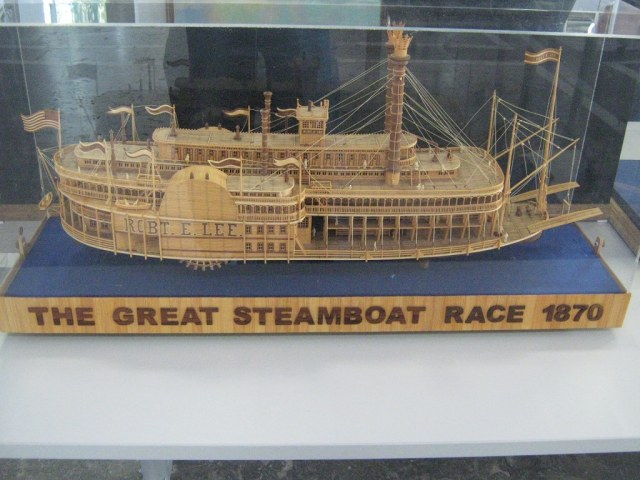 ROBT. E. LEE.
THE GREAT STEAMBOAT RACE 1870